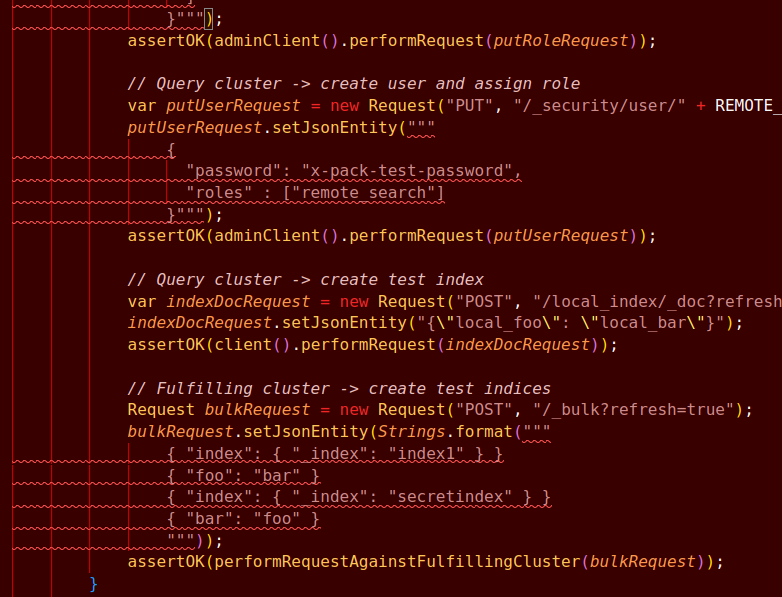 }
}""");
assertOK(adminClient().performRequest(putRoleRequest));
// Query cluster -> create user and assign role
var putUserRequest = new Request("PUT", "/_security/user/" + REMOTE_
putUserRequest.setJsonEntity("""
{
"password": "x-pack-test-password",
"roles" : ["remote_search"]
}""");
assertOK(adminClient().performRequest(putUserRequest));
// Query cluster -> create test index
var indexDocRequest = new Request("POST", "/local_index/_doc?refresh
indexDocRequest.setJsonEntity("{\"local_foo\": \"local_bar\"}");
assertOK(client().performRequest(indexDocRequest));
// Fulfilling cluster -> create test indices
Request bulkRequest = new Request("POST", "/_bulk?refresh=true");
bulkRequest.setJsonEntity(Strings.format("""
{ "index": { "_index": "index1" } }
{ "foo": "bar" }
{ "index": { "_index": "secretindex" } }
{ "bar": "foo" }
"""));
assertOK(performRequestAgainstFulfillingCluster(bulkRequest));
}